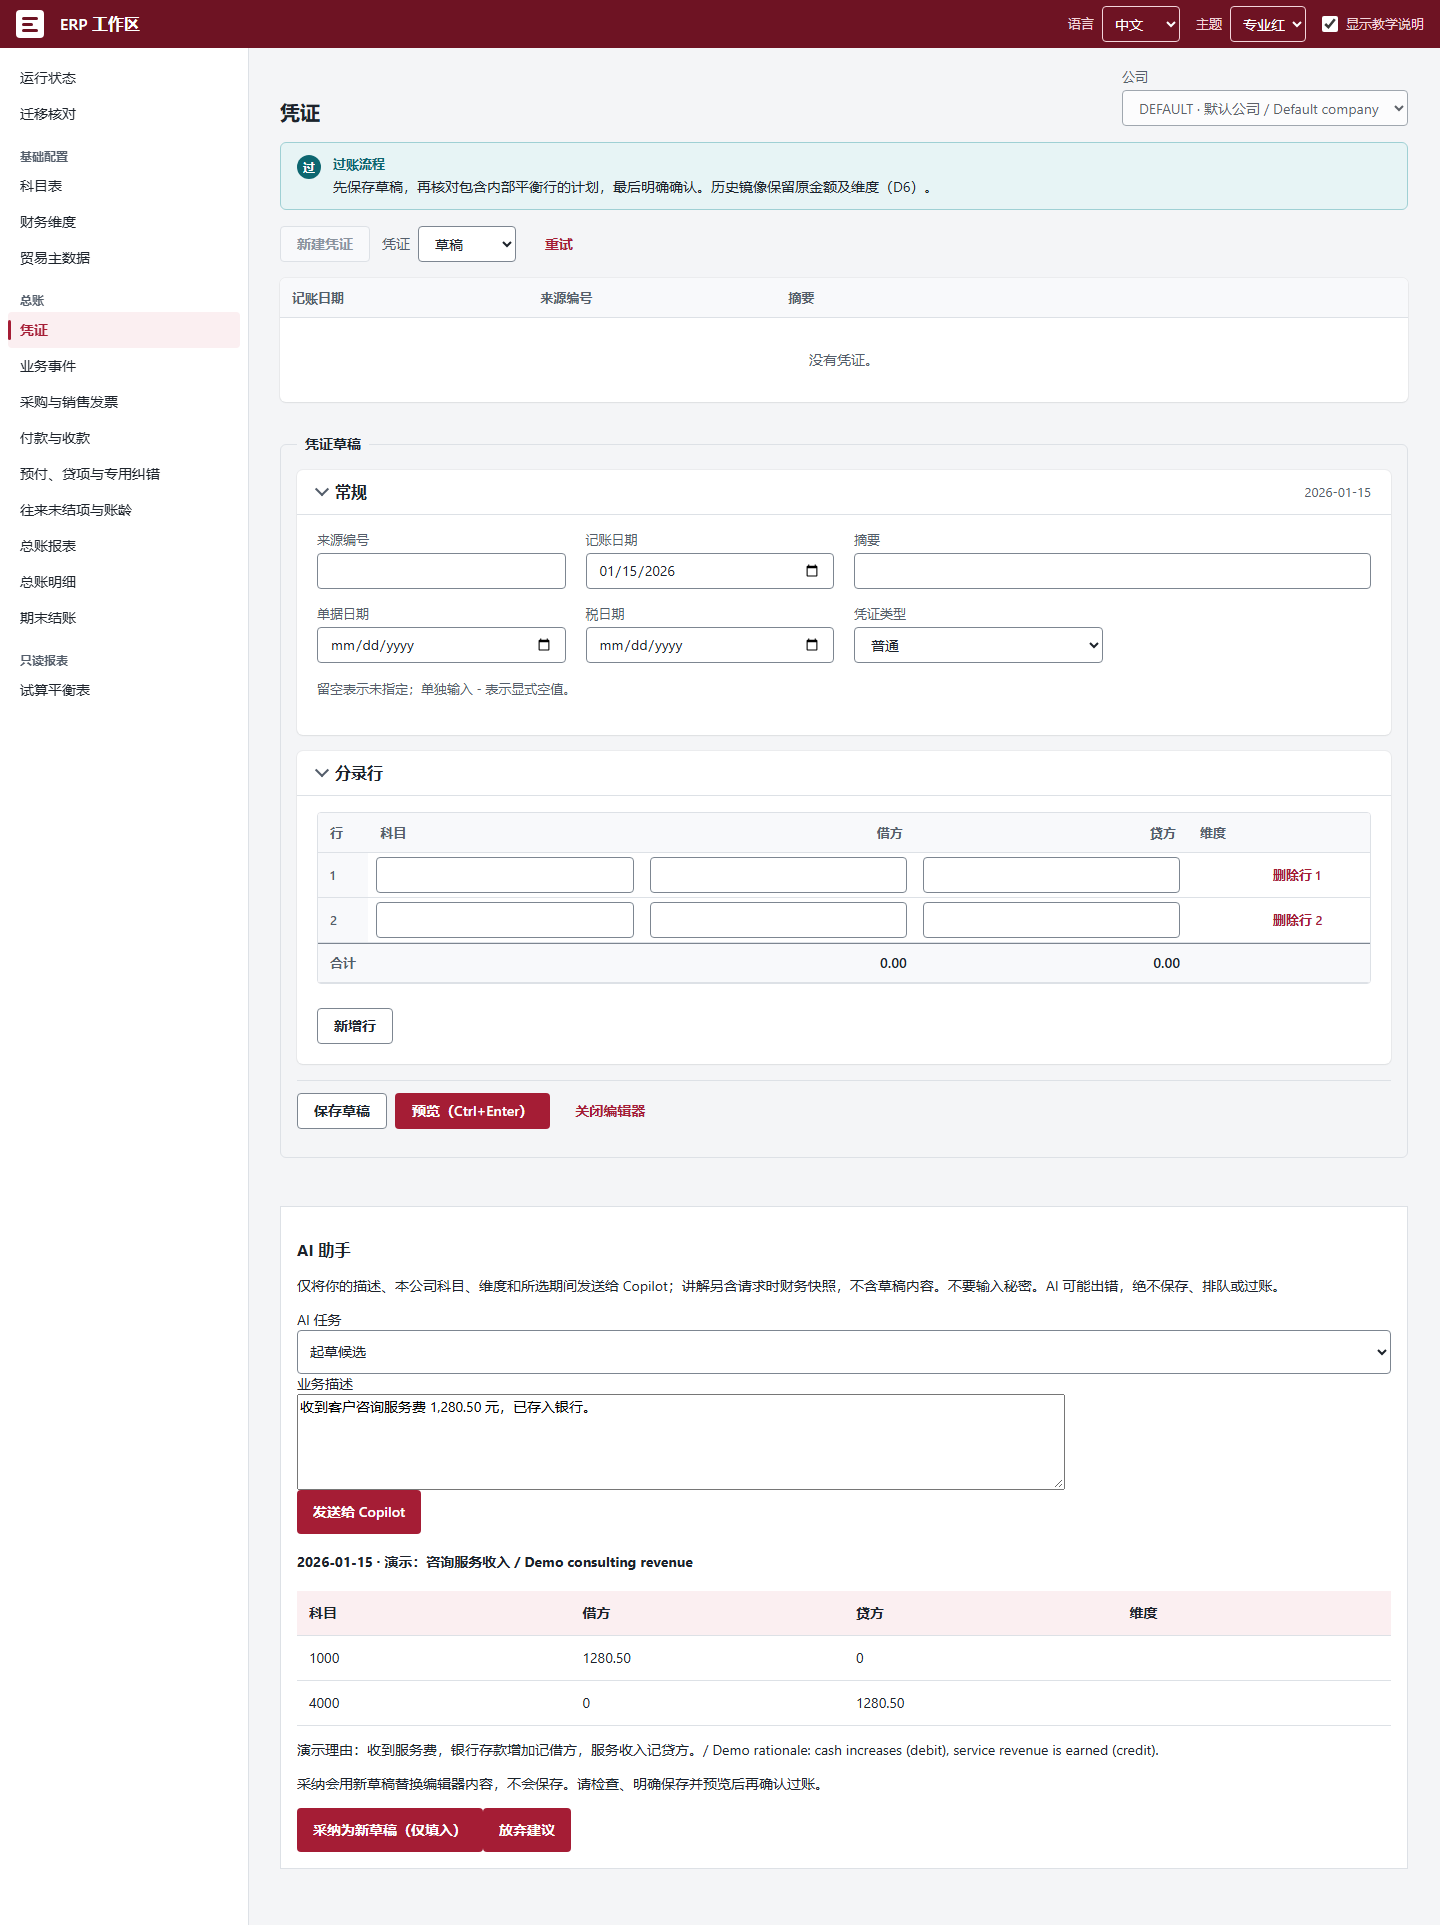 ERP 工作区
语言 中文 主题 专业红 显示教学说明
运行状态
迁移核对
基础配置
科目表
财务维度
贸易主数据
总账
凭证
业务事件
采购与销售发票
付款与收款
预付、贷项与专用纠错
往来未结项与账龄
总账报表
总账明细
期末结账
只读报表
试算平衡表
公司
凭证
DEFAULT · 默认公司 / Default company
过 过账流程
先保存草稿，再核对包含内部平衡行的计划，最后明确确认。历史镜像保留原金额及维度（D6）。
新建凭证 凭证 草稿 重试
记账日期 来源编号 摘要
没有凭证。
凭证草稿
常规 2026-01-15
来源编号 记账日期 摘要
01/15/2026
单据日期 税日期 凭证类型
mm/dd/yyyy mm/dd/yyyy 普通
留空表示未指定；单独输入 - 表示显式空值。
分录行
行 科目 借方 贷方 维度
1 删除行 1
2 删除行 2
合计 0.00 0.00
新增行
保存草稿 预览（Ctrl+Enter） 关闭编辑器
AI 助手
仅将你的描述、本公司科目、维度和所选期间发送给 Copilot；讲解另含请求时财务快照，不含草稿内容。不要输入秘密。AI 可能出错，绝不保存、排队或过账。
AI 任务
起草候选
业务描述
收到客户咨询服务费 1,280.50 元，已存入银行。
发送给 Copilot
2026-01-15 · 演示：咨询服务收入 / Demo consulting revenue
科目 借方 贷方 维度
1000 1280.50 0
4000 0 1280.50
演示理由：收到服务费，银行存款增加记借方，服务收入记贷方。/ Demo rationale: cash increases (debit), service revenue is earned (credit).
采纳会用新草稿替换编辑器内容，不会保存。请检查、明确保存并预览后再确认过账。
采纳为新草稿（仅填入） 放弃建议